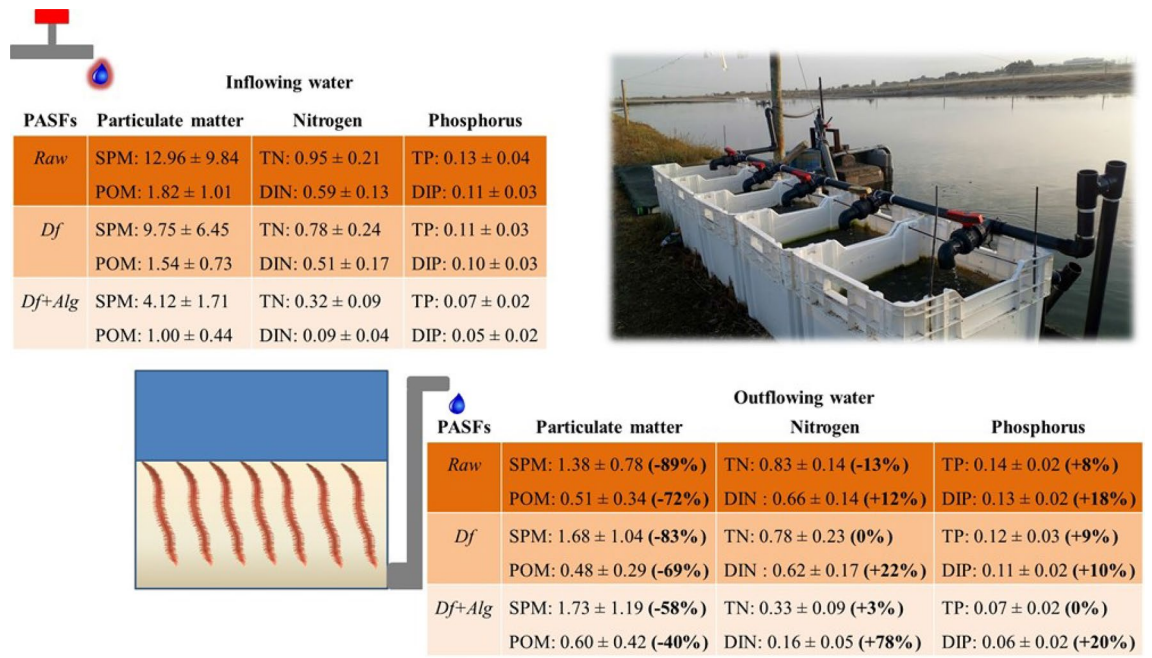 Inflowing water
PASFs Particulate matter Nitrogen Phosphorus
Raw SPM: 12.96 ± 9.84 TN: 0.95 ± 0.21 TP: 0.13 ± 0.04
POM: 1.82 ± 1.01 DIN: 0.59 ± 0.13 DIP: 0.11 ± 0.03
Df SPM: 9.75 ± 6.45 TN: 0.78 ± 0.24 TP: 0.11 ± 0.03
POM: 1.54 ± 0.73 DIN: 0.51 ± 0.17 DIP: 0.10 ± 0.03
Df+Alg SPM: 4.12 ± 1.71 TN: 0.32 ± 0.09 TP: 0.07 ± 0.02
POM: 1.00 ± 0.44 DIN: 0.09 ± 0.04 DIP: 0.05 ± 0.02
Outflowing water
PASFs Particulate matter Nitrogen Phosphorus
Raw SPM: 1.38 ± 0.78 (-89%) TN: 0.83 ± 0.14 (-13%) TP: 0.14 ± 0.02 (+8%)
POM: 0.51 ± 0.34 (-72%) DIN : 0.66 ± 0.14 (+12%) DIP: 0.13 ± 0.02 (+18%)
Df SPM: 1.68 ± 1.04 (-83%) TN: 0.78 ± 0.23 (0%) TP: 0.12 ± 0.03 (+9%)
POM: 0.48 ± 0.29 (-69%) DIN : 0.62 ± 0.17 (+22%) DIP: 0.11 ± 0.02 (+10%)
Df+Alg SPM: 1.73 ± 1.19 (-58%) TN: 0.33 ± 0.09 (+3%) TP: 0.07 ± 0.02 (0%)
POM: 0.60 ± 0.42 (-40%) DIN: 0.16 ± 0.05 (+78%) DIP: 0.06 ± 0.02 (+20%)